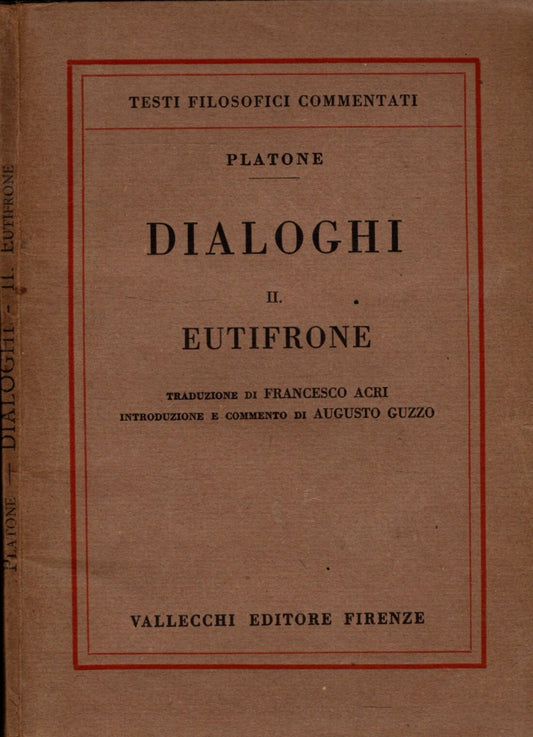 TESTI FILOSOFICI COMMENTATI
PLATONE
DIALOGHI
II.
EUTIFRONE
TRADUZIONE DI FRANCESCO ACRI
INTRODUZIONE E COMMENTO DI AUGUSTO GUZZO
VALLECCHI EDITORE FIRENZE
PLATONE — DIALOGHI - II. EUTIFRONE